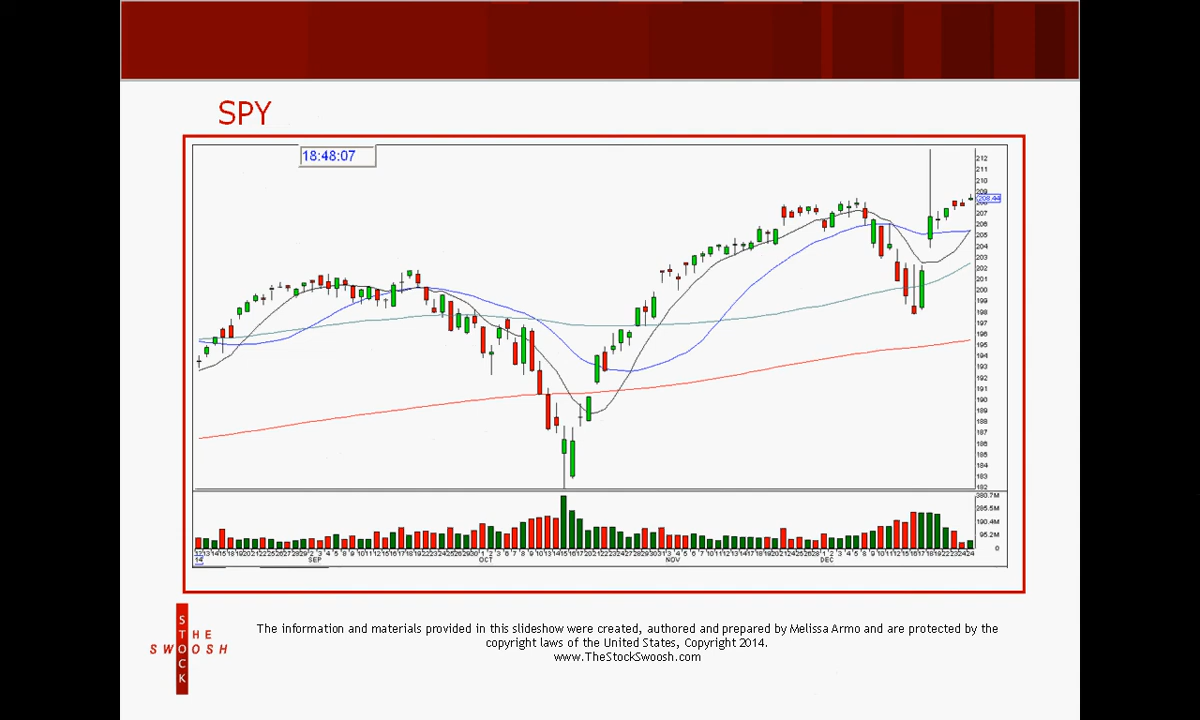 SPY
18:48:07
212
211
210
209
208.44
207
206
205
204
203
202
201
200
199
198
197
196
195
194
193
192
191
190
189
188
187
186
185
184
183
182
380.7M
285.5M
190.4M
95.2M
0
14
SEP
OCT
NOV
DEC
THE
STOCK
SWOOSH
The information and materials provided in this slideshow were created, authored and prepared by Melissa Armo and are protected by the
copyright laws of the United States, Copyright 2014.
www.TheStockSwoosh.com